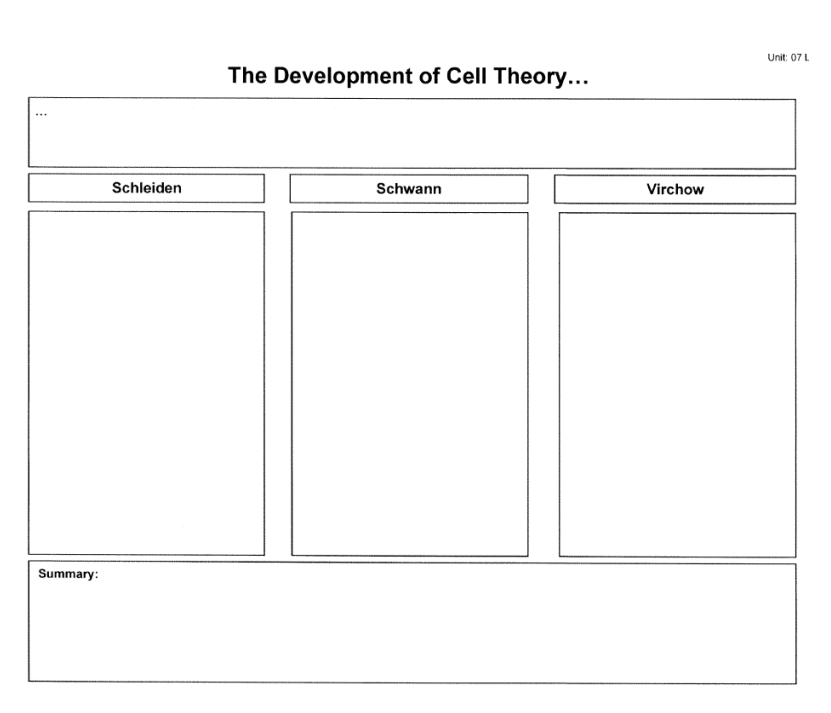 Unit: 07 L
The Development of Cell Theory…
…
Schleiden
Schwann
Virchow
Summary: